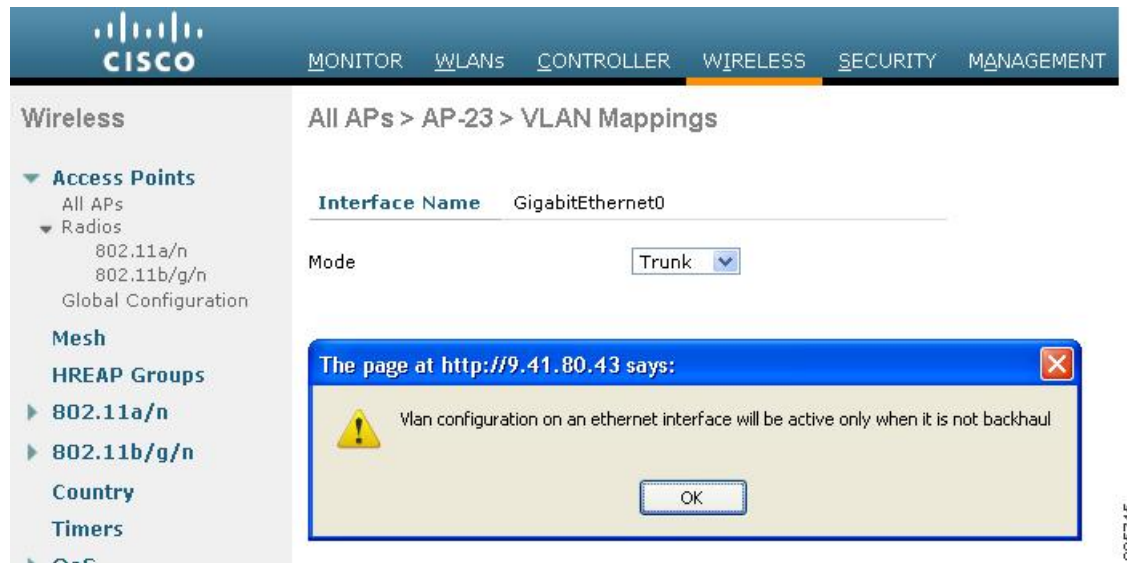 CISCO
MONITOR WLANs CONTROLLER WIRELESS SECURITY MANAGEMENT
Wireless
Access Points
All APs
Radios
802.11a/n
802.11b/g/n
Global Configuration
Mesh
HREAP Groups
802.11a/n
802.11b/g/n
Country
Timers
All APs > AP-23 > VLAN Mappings
Interface Name GigabitEthernet0
Mode Trunk
The page at http://9.41.80.43 says:
Vlan configuration on an ethernet interface will be active only when it is not backhaul
OK